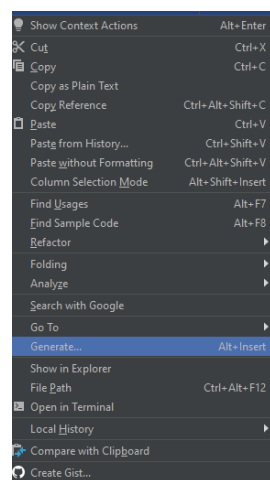 Show Context Actions Alt+Enter
Cut Ctrl+X
Copy Ctrl+C
Copy as Plain Text
Copy Reference Ctrl+Alt+Shift+C
Paste Ctrl+V
Paste from History... Ctrl+Shift+V
Paste without Formatting Ctrl+Alt+Shift+V
Column Selection Mode Alt+Shift+Insert
Find Usages Alt+F7
Find Sample Code Alt+F8
Refactor
Folding
Analyze
Search with Google
Go To
Generate... Alt+Insert
Show in Explorer
File Path Ctrl+Alt+F12
Open in Terminal
Local History
Compare with Clipboard
Create Gist...